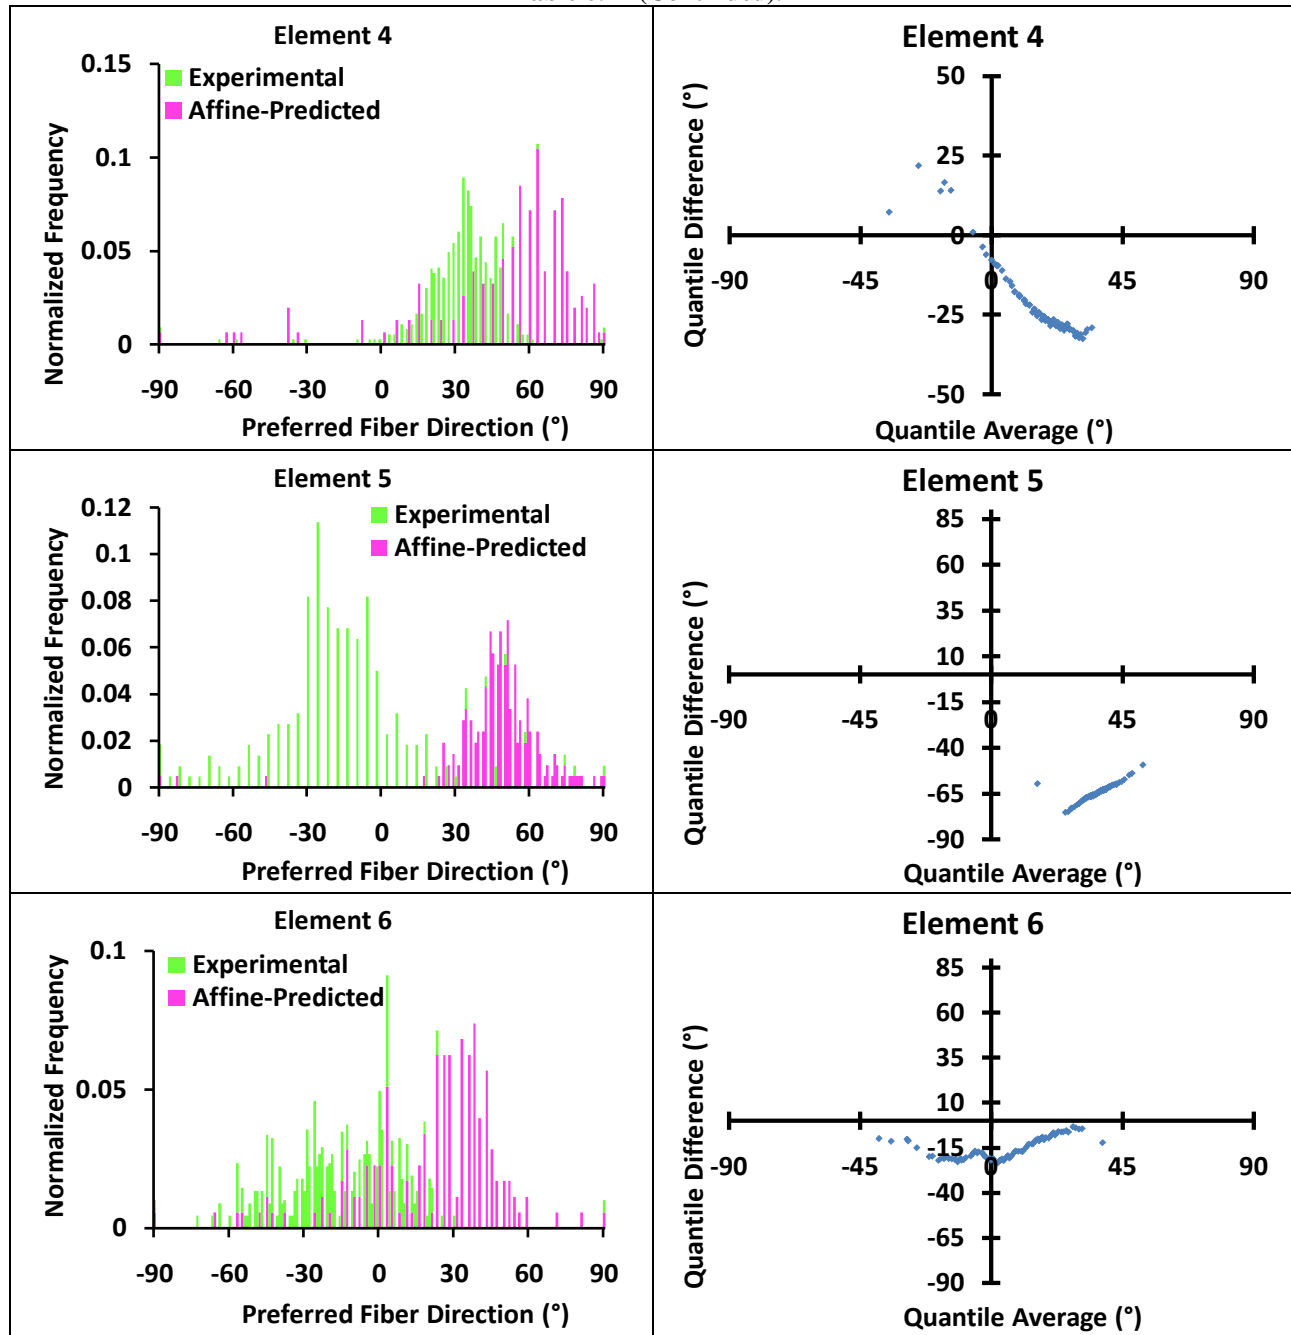 Element 4
0.15
Experimental
Affine-Predicted
0.1
0.05
0
Normalized Frequency
-90 -60 -30 0 30 60 90
Preferred Fiber Direction (°)
Element 4
50
25
0
-25
-50
Quantile Difference (°)
-90 -45 0 45 90
Quantile Average (°)
Element 5
0.12
Experimental
Affine-Predicted
0.1
0.08
0.06
0.04
0.02
0
Normalized Frequency
-90 -60 -30 0 30 60 90
Preferred Fiber Direction (°)
Element 5
85
60
35
10
-15
-40
-65
-90
Quantile Difference (°)
-90 -45 0 45 90
Quantile Average (°)
Element 6
0.1
Experimental
Affine-Predicted
0.05
0
Normalized Frequency
-90 -60 -30 0 30 60 90
Preferred Fiber Direction (°)
Element 6
85
60
35
10
-15
-40
-65
-90
Quantile Difference (°)
-90 -45 0 45 90
Quantile Average (°)